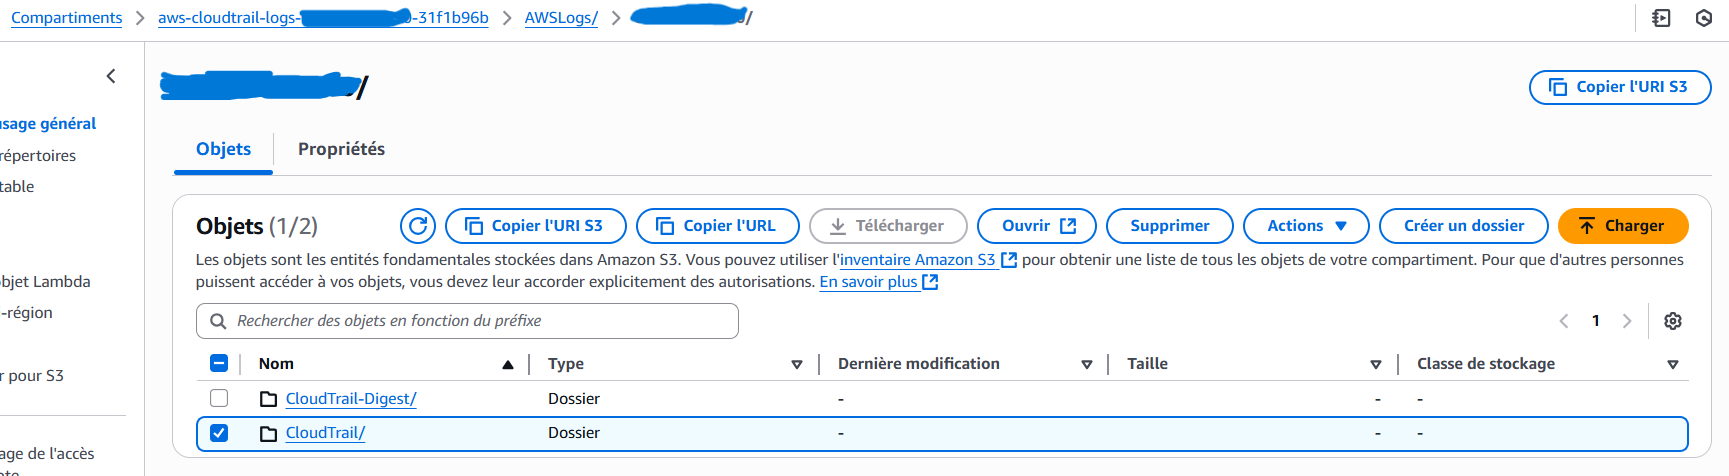 Compartiments > aws-cloudtrail-logs- -31f1b96b > AWSLogs/ > /
/
Copier l'URI S3
usage général
répertoires
table
objet Lambda
-région
r pour S3
age de l'accès
Objets
Propriétés
Objets (1/2)
Copier l'URI S3
Copier l'URL
Télécharger
Ouvrir
Supprimer
Actions
Créer un dossier
Charger
Les objets sont les entités fondamentales stockées dans Amazon S3. Vous pouvez utiliser l'inventaire Amazon S3 pour obtenir une liste de tous les objets de votre compartiment. Pour que d'autres personnes
puissent accéder à vos objets, vous devez leur accorder explicitement des autorisations. En savoir plus
Rechercher des objets en fonction du préfixe
1
Nom Type Dernière modification Taille Classe de stockage
CloudTrail-Digest/ Dossier - - -
CloudTrail/ Dossier - - -